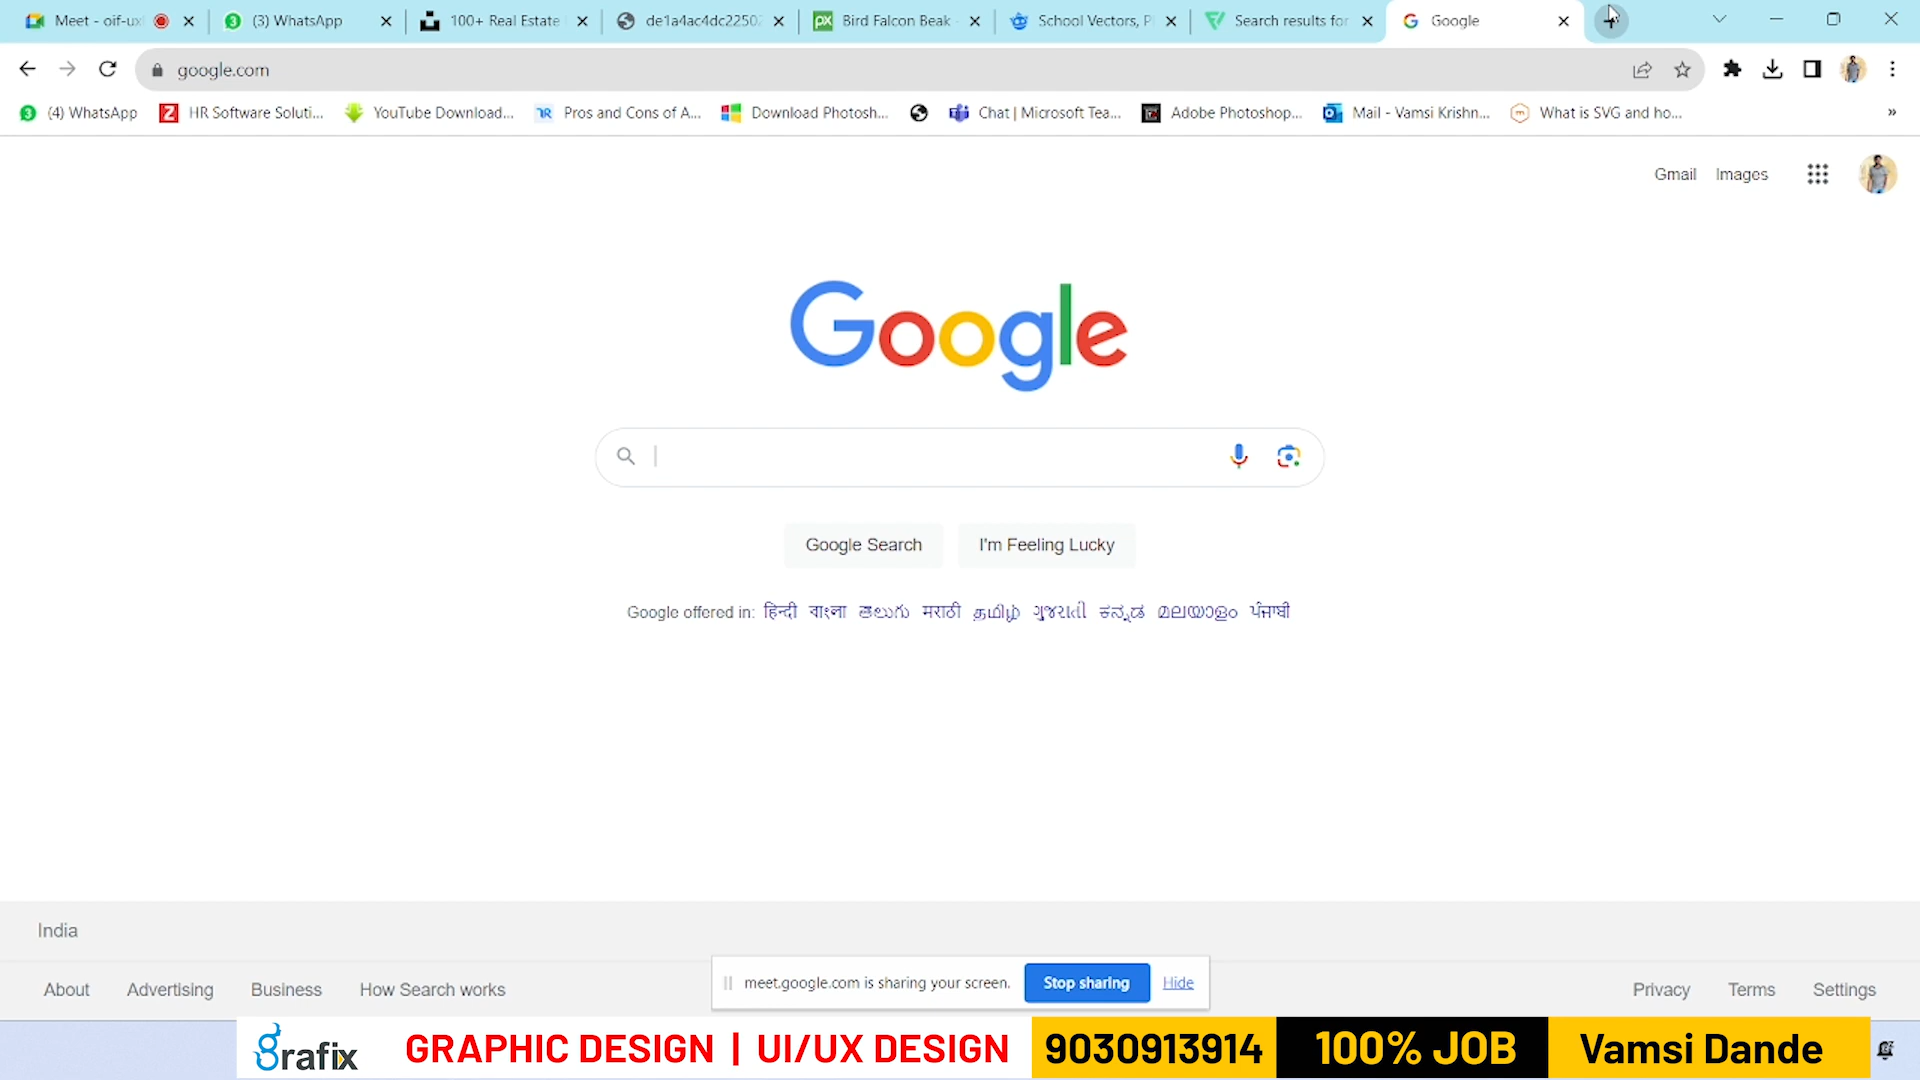 Meet - oif-ux
(3) WhatsApp
100+ Real Estate
de1a4ac4dc2250
Bird Falcon Beak -
School Vectors, P
Search results for
Google
google.com
(4) WhatsApp
HR Software Soluti...
YouTube Download...
Pros and Cons of A...
Download Photosh...
Chat | Microsoft Tea...
Adobe Photoshop...
Mail - Vamsi Krishn...
What is SVG and ho...
Gmail Images
Google
Google Search
I'm Feeling Lucky
Google offered in: हिन्दी বাংলা తెలుగు मराठी தமிழ் ગુજરાતી ಕನ್ನಡ മലയാളം ਪੰਜਾਬੀ
India
meet.google.com is sharing your screen. Stop sharing Hide
About Advertising Business How Search works
Privacy Terms Settings
grafix GRAPHIC DESIGN | UI/UX DESIGN 9030913914 100% JOB Vamsi Dande